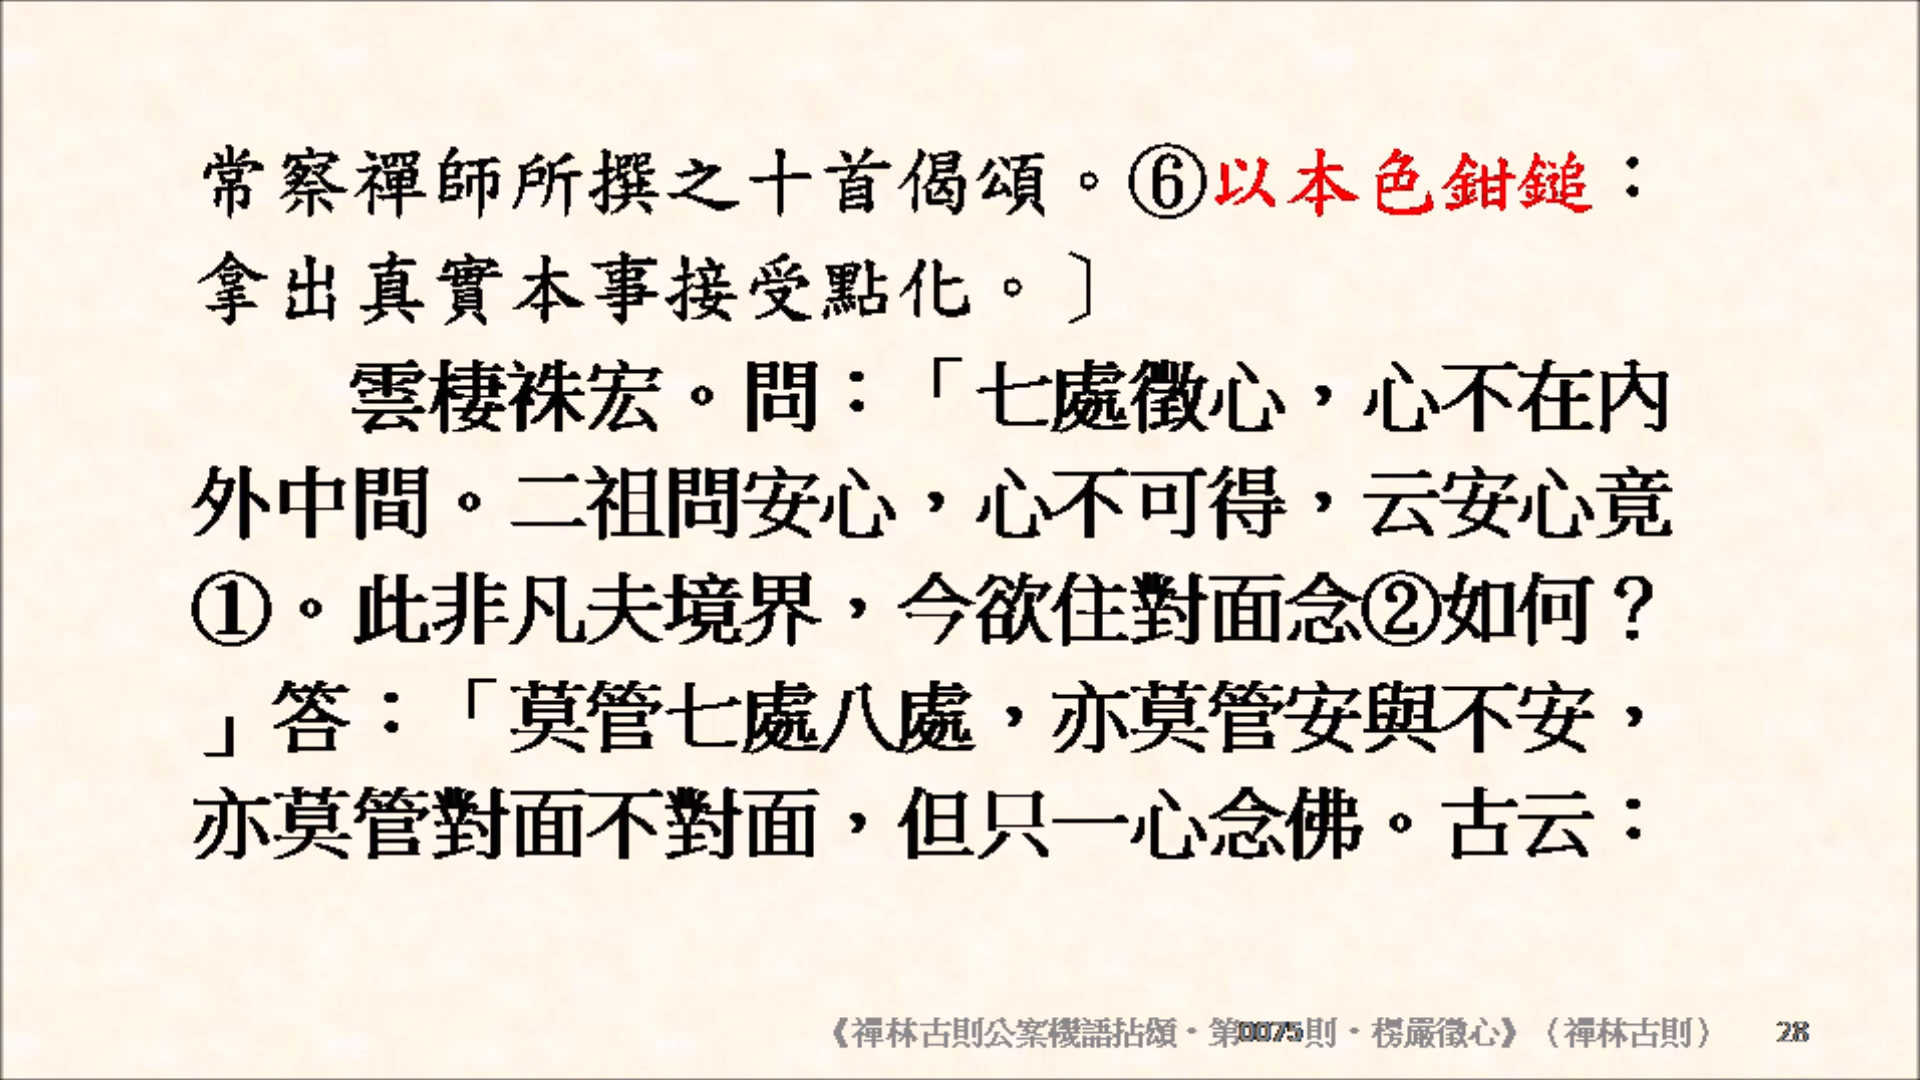 常察禪師所撰之十首偈頌。⑥以本色鉗鎚：
拿出真實本事接受點化。〕
雲棲袾宏。問：「七處徵心，心不在內
外中間。二祖問安心，心不可得，云安心竟
①。此非凡夫境界，今欲住對面念②如何？
」答：「莫管七處八處，亦莫管安與不安，
亦莫管對面不對面，但只一心念佛。古云：
《禪林古則公案機語拈頌·第0075則·楞嚴徵心》（禪林古則） 28